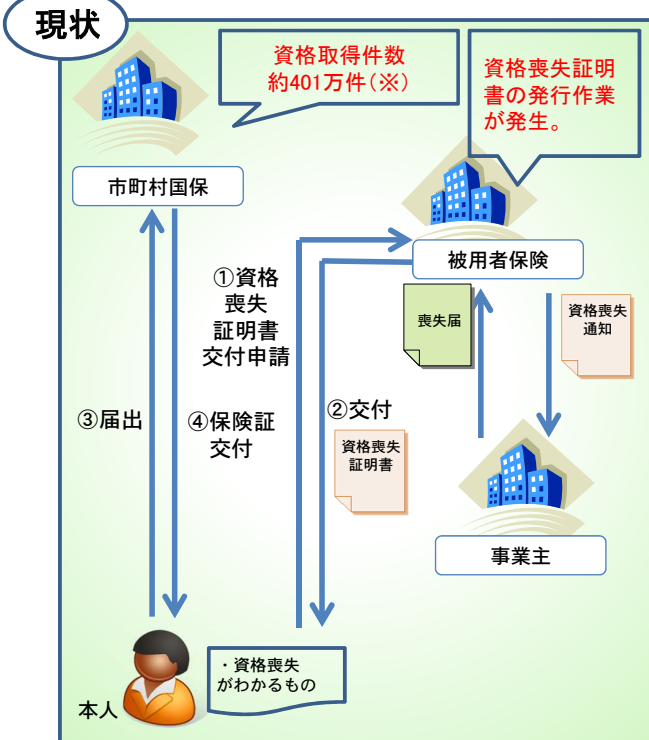 現状
資格取得件数
約401万件(※)
資格喪失証明
書の発行作業
が発生。
市町村国保
被用者保険
①資格
喪失
証明書
交付申請
喪失届
資格喪失
通知
③届出
④保険証
交付
②交付
資格喪失
証明書
事業主
・資格喪失
がわかるもの
本人